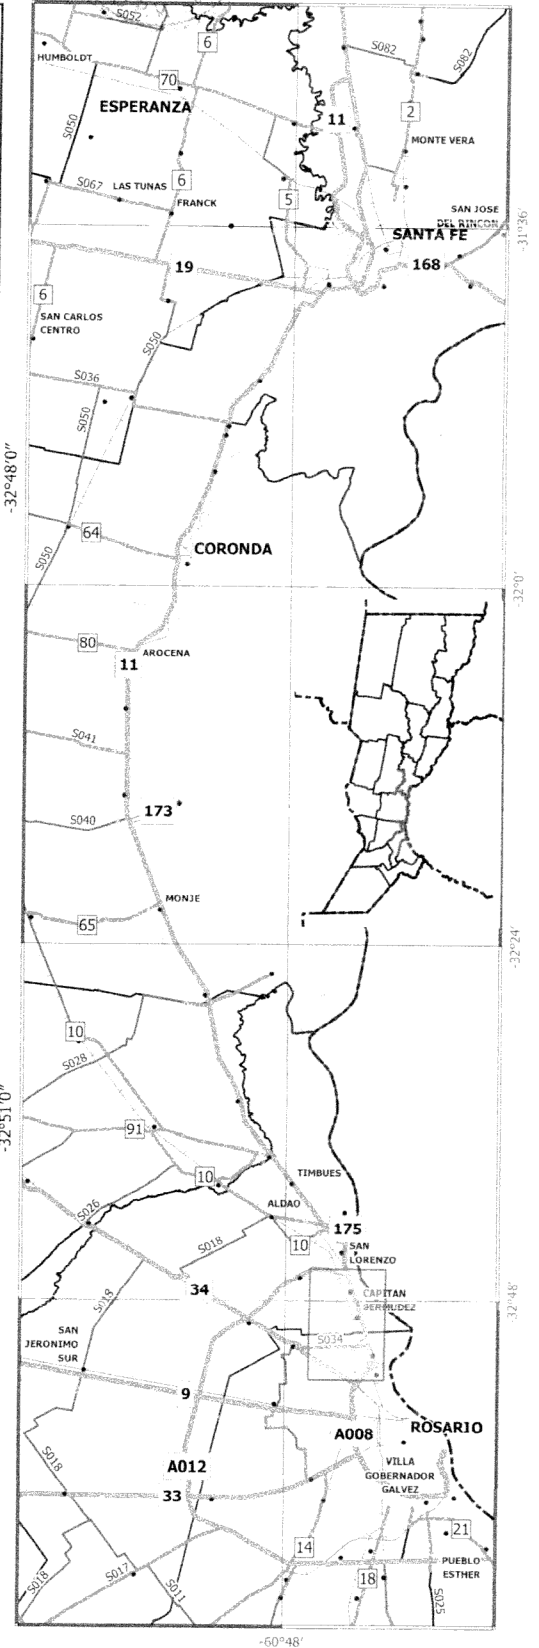 S052
6
HUMBOLDT
S082
S082
70
ESPERANZA
11
2
S050
MONTE VERA
S067
LAS TUNAS
6
FRANCK
5
SAN JOSE
DEL RINCON
-31°36'
SANTA FE
19
168
6
SAN CARLOS
CENTRO
S050
S036
S050
-32°48'0"
64
CORONDA
S050
32°0'
80
AROCENA
11
S041
173
S040
MONJE
65
-32°24'
10
S028
-32°51'0"
91
10
TIMBUES
S026
ALDAO
175
10
S018
SAN
LORENZO
34
S018
CAPITAN
BERMUDEZ
-32°48'
SAN
JERONIMO
SUR
S034
9
A008
ROSARIO
S018
A012
VILLA
GOBERNADOR
GALVEZ
33
21
14
PUEBLO
ESTHER
S018
S017
S011
18
S025
-60°48'